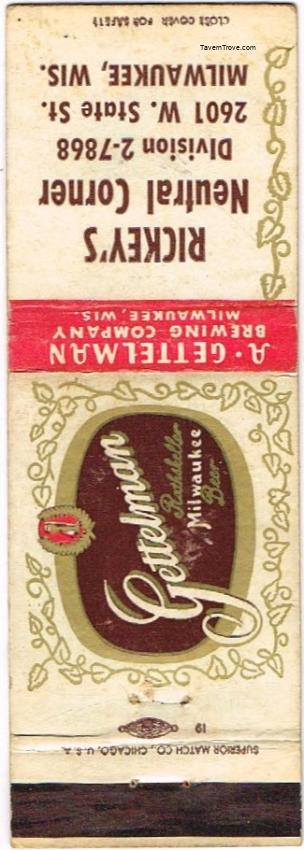 TavernTrove.com
CLOSE COVER FOR SAFETY
RICKEY'S
Neutral Corner
Division 2-7868
2601 W. State St.
MILWAUKEE, WIS.
A·GETTELMAN
BREWING COMPANY
MILWAUKEE, WIS.
Gettelman
Rathskeller
Milwaukee
Beer
19
SUPERIOR MATCH CO., CHICAGO, U. S. A.